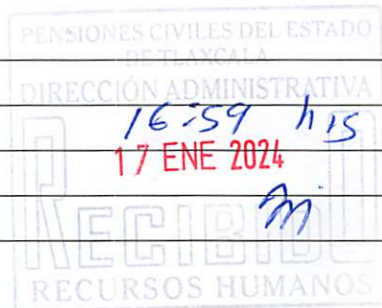 PENSIONES CIVILES DEL ESTADO
DE TLAXCALA
DIRECCIÓN ADMINISTRATIVA
16:59 hrs
17 ENE 2024
RECIBIDO
RECURSOS HUMANOS